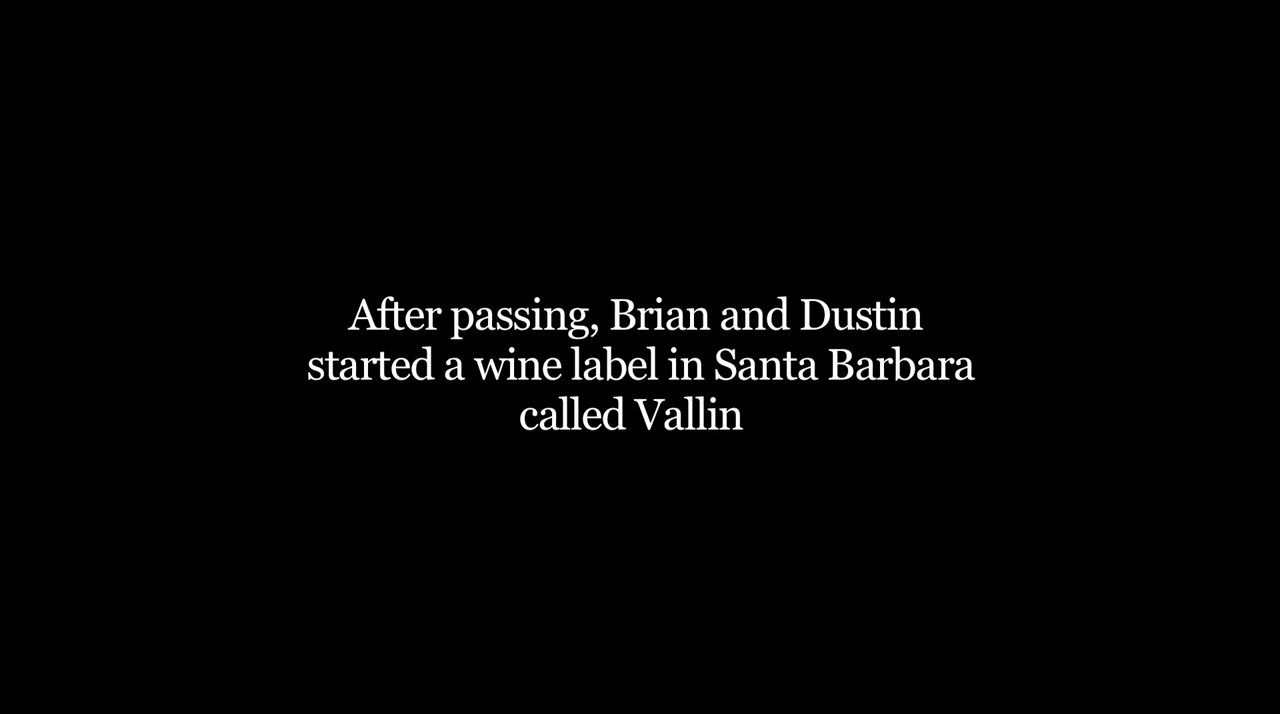 After passing, Brian and Dustin
started a wine label in Santa Barbara
called Vallin